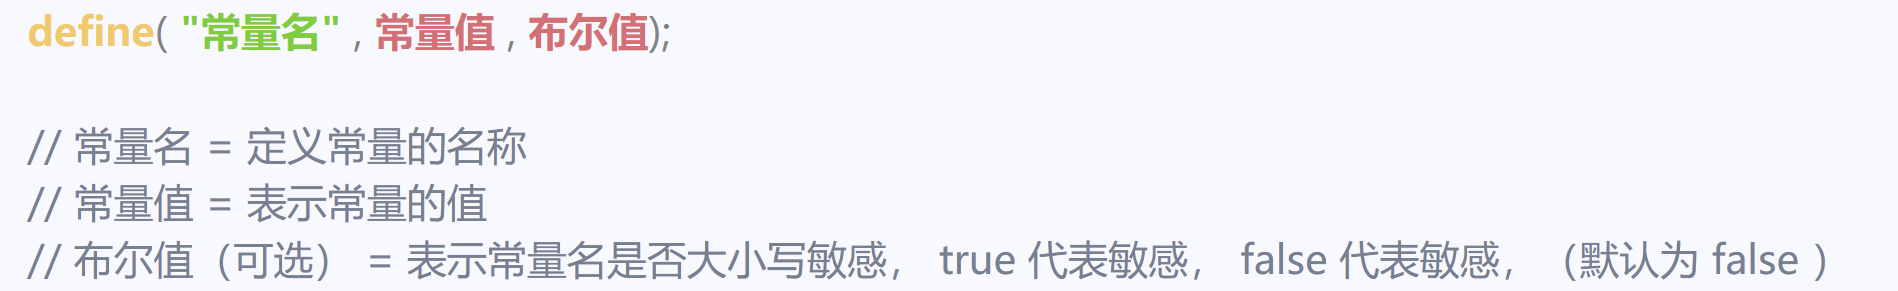 define( "常量名" , 常量值 , 布尔值);
// 常量名 = 定义常量的名称
// 常量值 = 表示常量的值
// 布尔值（可选） = 表示常量名是否大小写敏感， true 代表敏感， false 代表敏感， （默认为 false ）